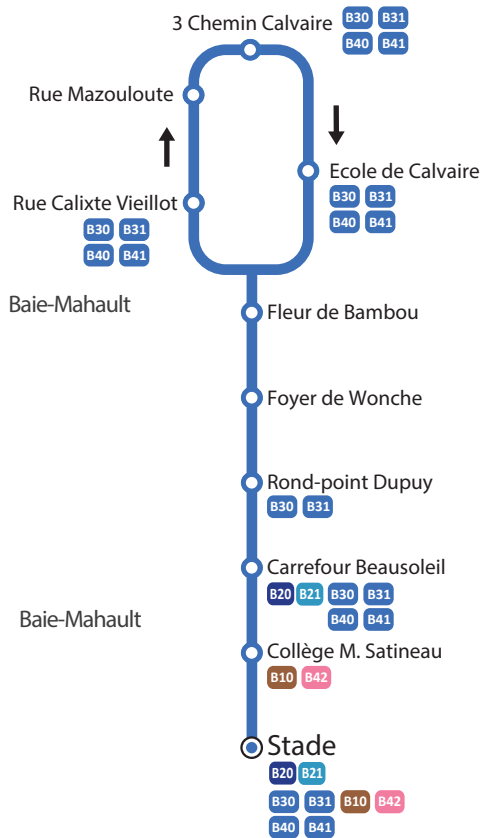 3 Chemin Calvaire B30 B31
B40 B41
Rue Mazouloute
Ecole de Calvaire
B30 B31
B40 B41
Rue Calixte Vieillot
B30 B31
B40 B41
Baie-Mahault
Fleur de Bambou
Foyer de Wonche
Rond-point Dupuy
B30 B31
Carrefour Beausoleil
B20 B21 B30 B31
B40 B41
Baie-Mahault
Collège M. Satineau
B10 B42
Stade
B20 B21
B30 B31 B10 B42
B40 B41